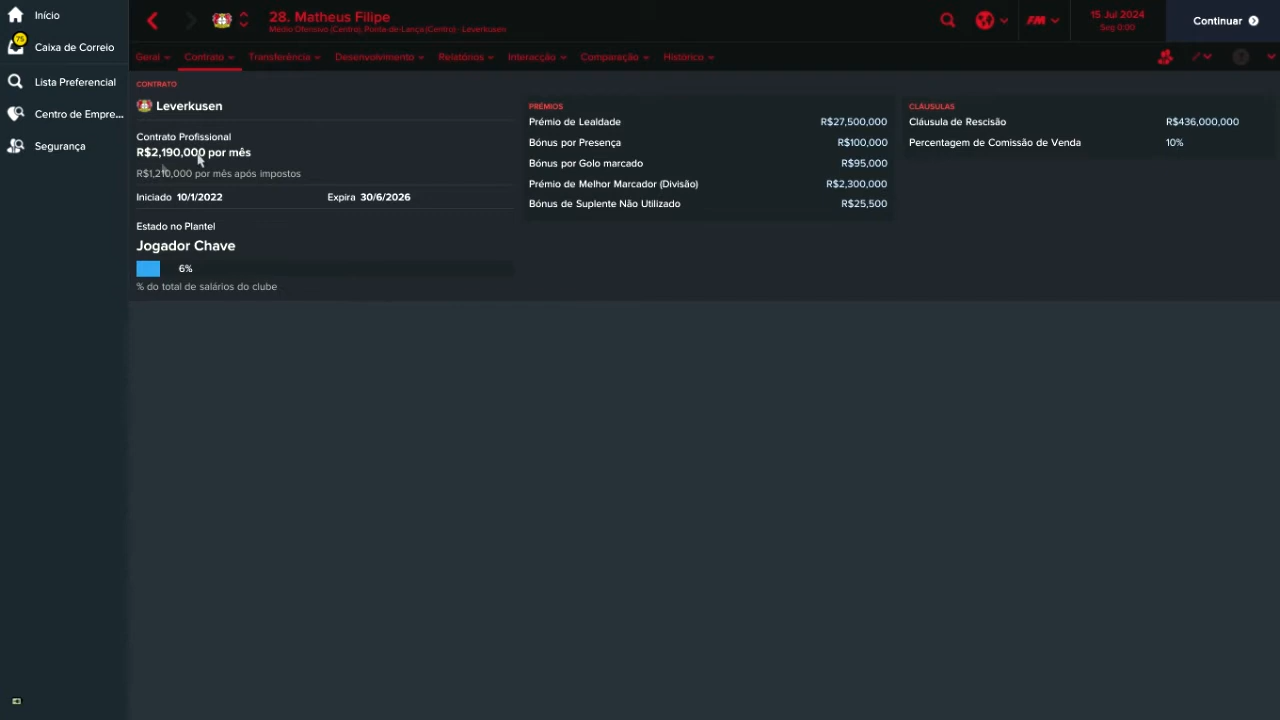 Início
75
Caixa de Correio
Lista Preferencial
Centro de Empre...
Segurança
28. Matheus Filipe
Médio Ofensivo (Centro), Ponta-de-Lança (Centro) - Leverkusen
FM
15 Jul 2024
Seg 0:00
Continuar
Geral
Contrato
Transferência
Desenvolvimento
Relatórios
Interacção
Comparação
Histórico
CONTRATO
Leverkusen
Contrato Profissional
R$2,190,000 por mês
R$1,210,000 por mês após impostos
Iniciado 10/1/2022
Expira 30/6/2026
Estado no Plantel
Jogador Chave
6%
% do total de salários do clube
PRÉMIOS
Prémio de Lealdade R$27,500,000
Bónus por Presença R$100,000
Bónus por Golo marcado R$95,000
Prémio de Melhor Marcador (Divisão) R$2,300,000
Bónus de Suplente Não Utilizado R$25,500
CLÁUSULAS
Cláusula de Rescisão R$436,000,000
Percentagem de Comissão de Venda 10%